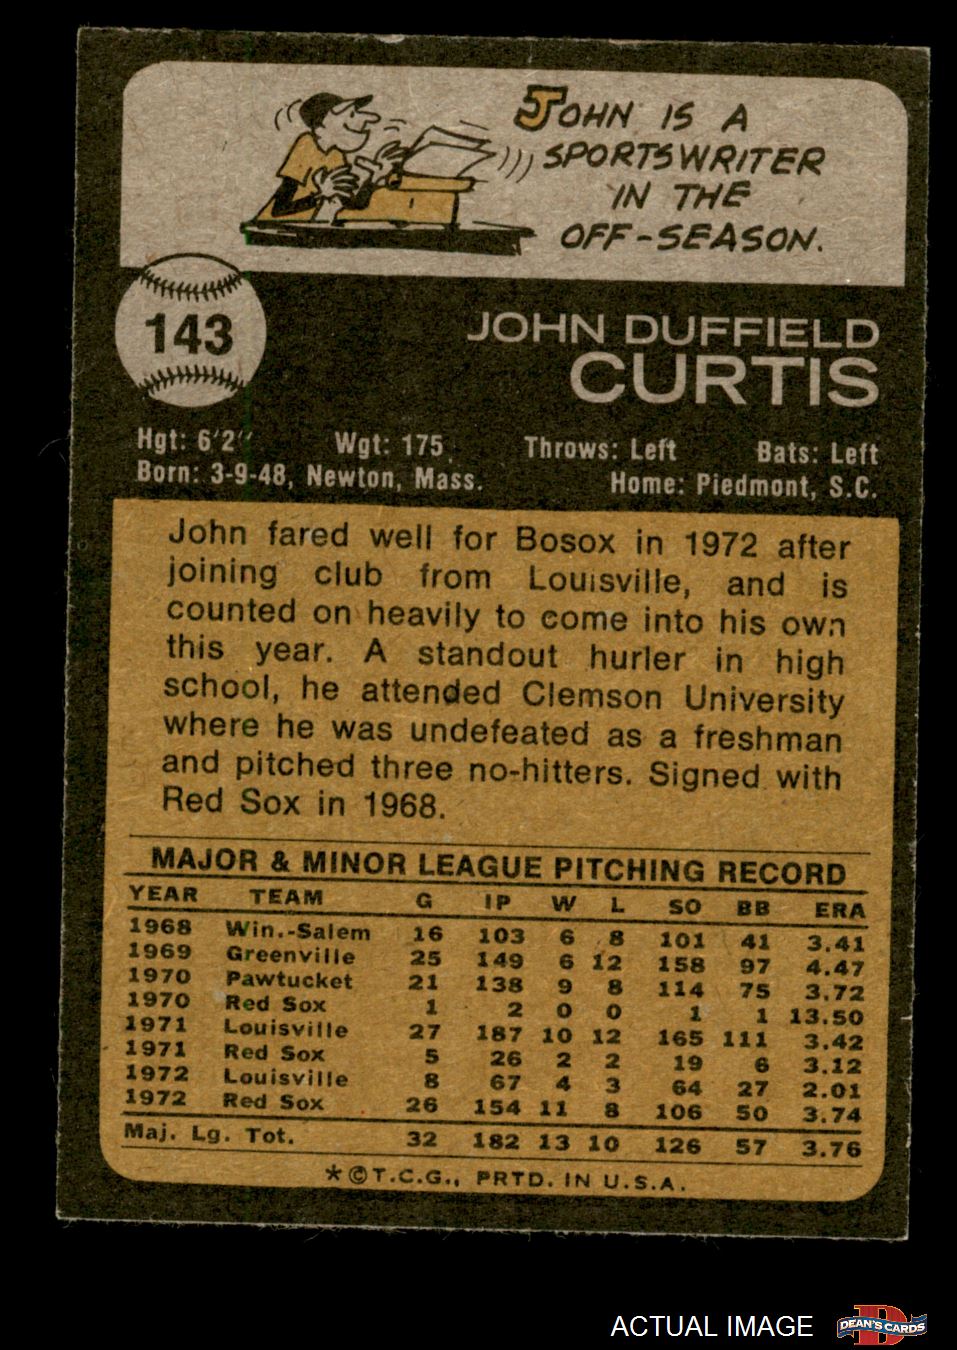 JOHN IS A
SPORTSWRITER
IN THE
OFF-SEASON.
143
JOHN DUFFIELD
CURTIS
Hgt: 6'2" Wgt: 175 Throws: Left Bats: Left
Born: 3-9-48, Newton, Mass. Home: Piedmont, S.C.
John fared well for Bosox in 1972 after
joining club from Louisville, and is
counted on heavily to come into his own
this year. A standout hurler in high
school, he attended Clemson University
where he was undefeated as a freshman
and pitched three no-hitters. Signed with
Red Sox in 1968.
MAJOR & MINOR LEAGUE PITCHING RECORD
YEAR TEAM G IP W L SO BB ERA
1968 Win.-Salem 16 103 6 8 101 41 3.41
1969 Greenville 25 149 6 12 158 97 4.47
1970 Pawtucket 21 138 9 8 114 75 3.72
1970 Red Sox 1 2 0 0 1 1 13.50
1971 Louisville 27 187 10 12 165 111 3.42
1971 Red Sox 5 26 2 2 19 6 3.12
1972 Louisville 8 67 4 3 64 27 2.01
1972 Red Sox 26 154 11 8 106 50 3.74
Maj. Lg. Tot. 32 182 13 10 126 57 3.76
*©T.C.G., PRTD. IN U.S.A.
ACTUAL IMAGE
D
DEAN'S CARDS